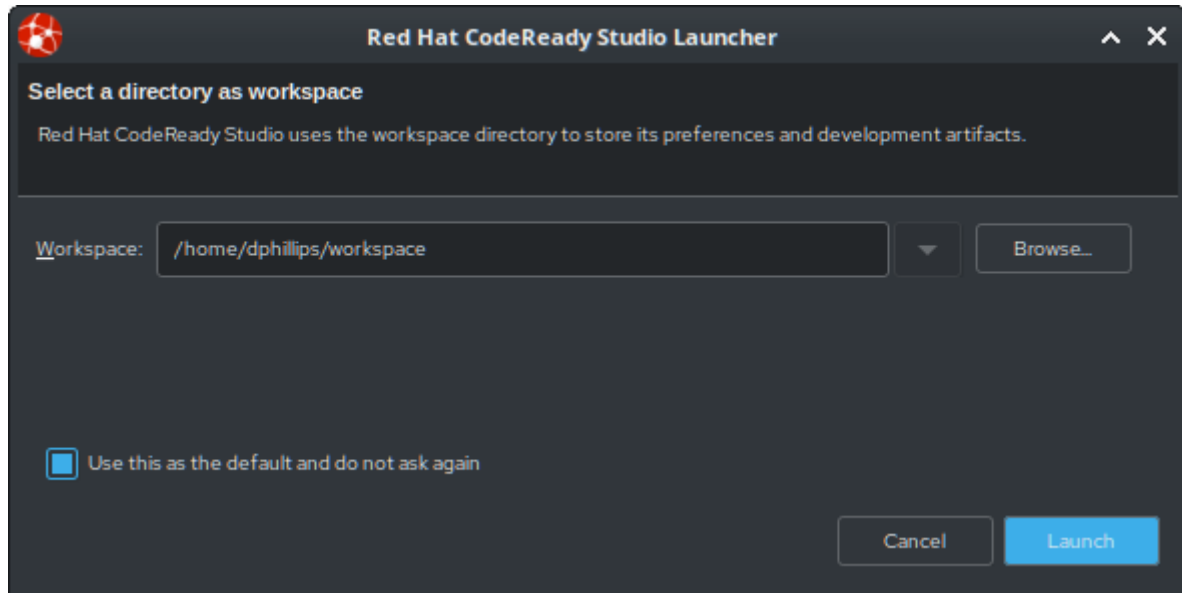 Red Hat CodeReady Studio Launcher
Select a directory as workspace
Red Hat CodeReady Studio uses the workspace directory to store its preferences and development artifacts.
Workspace: /home/dphillips/workspace Browse...
Use this as the default and do not ask again
Cancel Launch